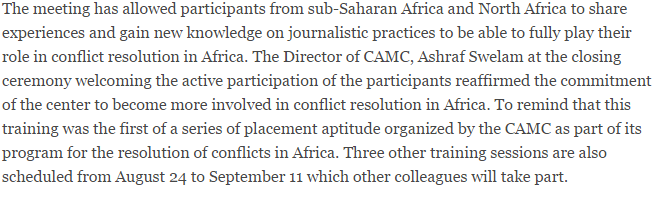 The meeting has allowed participants from sub-Saharan Africa and North Africa to share
experiences and gain new knowledge on journalistic practices to be able to fully play their
role in conflict resolution in Africa. The Director of CAMC, Ashraf Swelam at the closing
ceremony welcoming the active participation of the participants reaffirmed the commitment
of the center to become more involved in conflict resolution in Africa. To remind that this
training was the first of a series of placement aptitude organized by the CAMC as part of its
program for the resolution of conflicts in Africa. Three other training sessions are also
scheduled from August 24 to September 11 which other colleagues will take part.